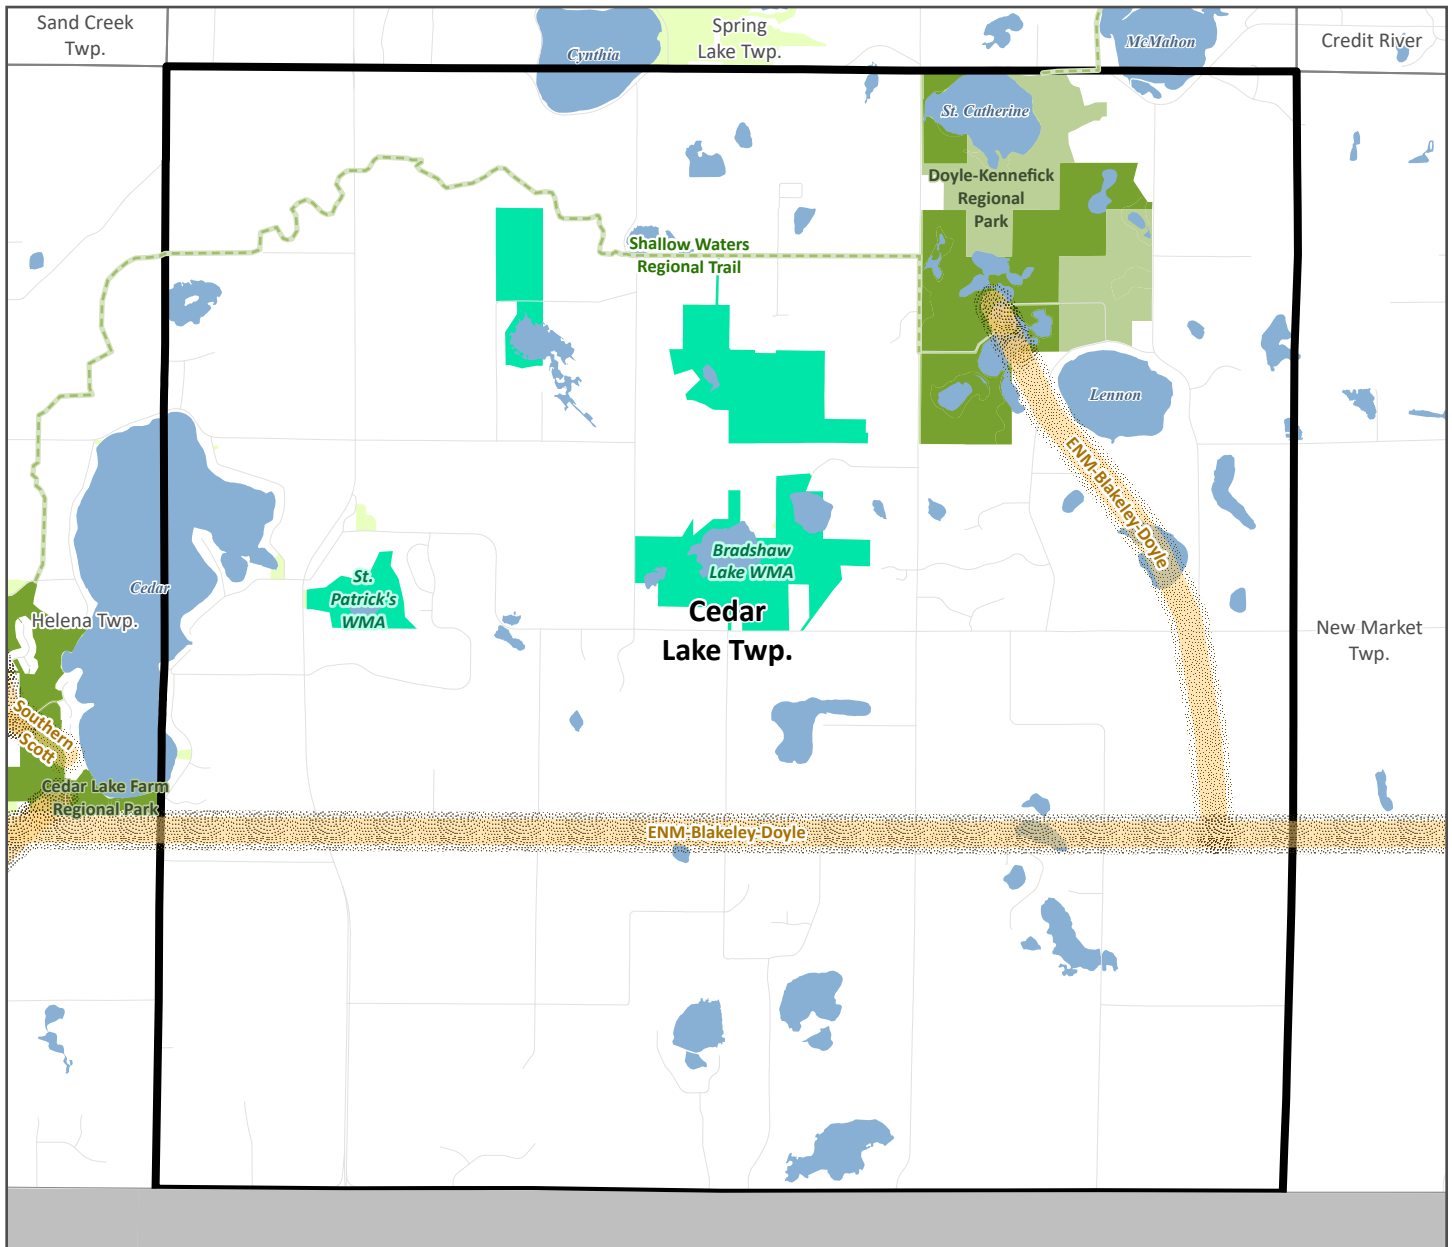 Sand Creek
Twp.
Spring
Lake Twp.
Cynthia
McMahon
Credit River
St. Catherine
Doyle-Kennefick
Regional
Park
Shallow Waters
Regional Trail
Lennon
ENM-Blakeley-Doyle
Bradshaw
Lake WMA
St.
Patrick's
WMA
Cedar
Helena Twp.
Cedar
Lake Twp.
New Market
Twp.
Southern
Scott
Cedar Lake Farm
Regional Park
ENM-Blakeley-Doyle